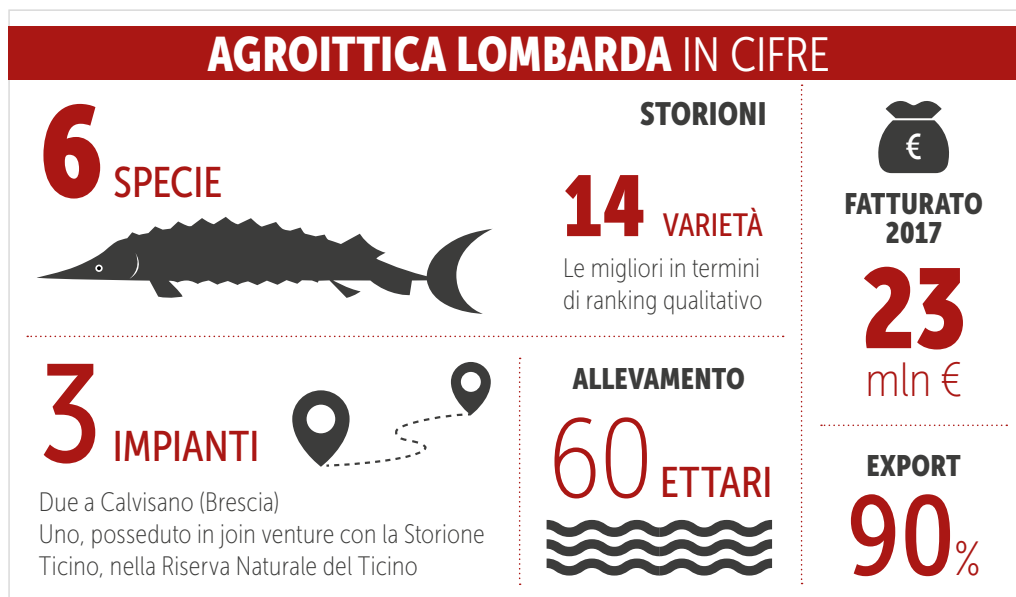 AGROITTICA LOMBARDA IN CIFRE
6 SPECIE
STORIONI
14 VARIETÀ
Le migliori in termini
di ranking qualitativo
3 IMPIANTI
Due a Calvisano (Brescia)
Uno, posseduto in join venture con la Storione
Ticino, nella Riserva Naturale del Ticino
ALLEVAMENTO
60 ETTARI
€
FATTURATO
2017
23
mln €
EXPORT
90%